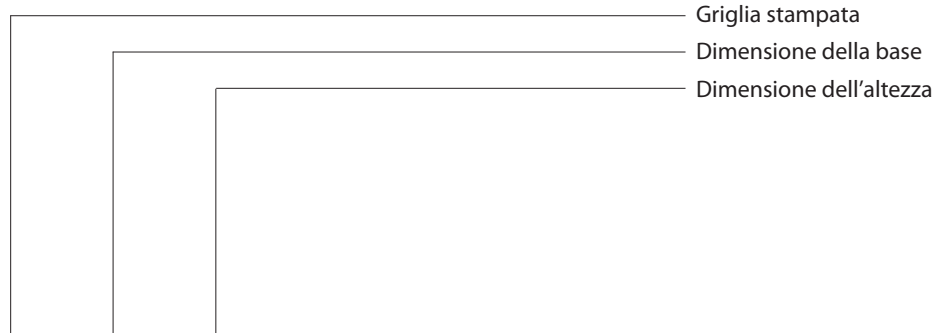 Griglia stampata
Dimensione della base
Dimensione dell'altezza